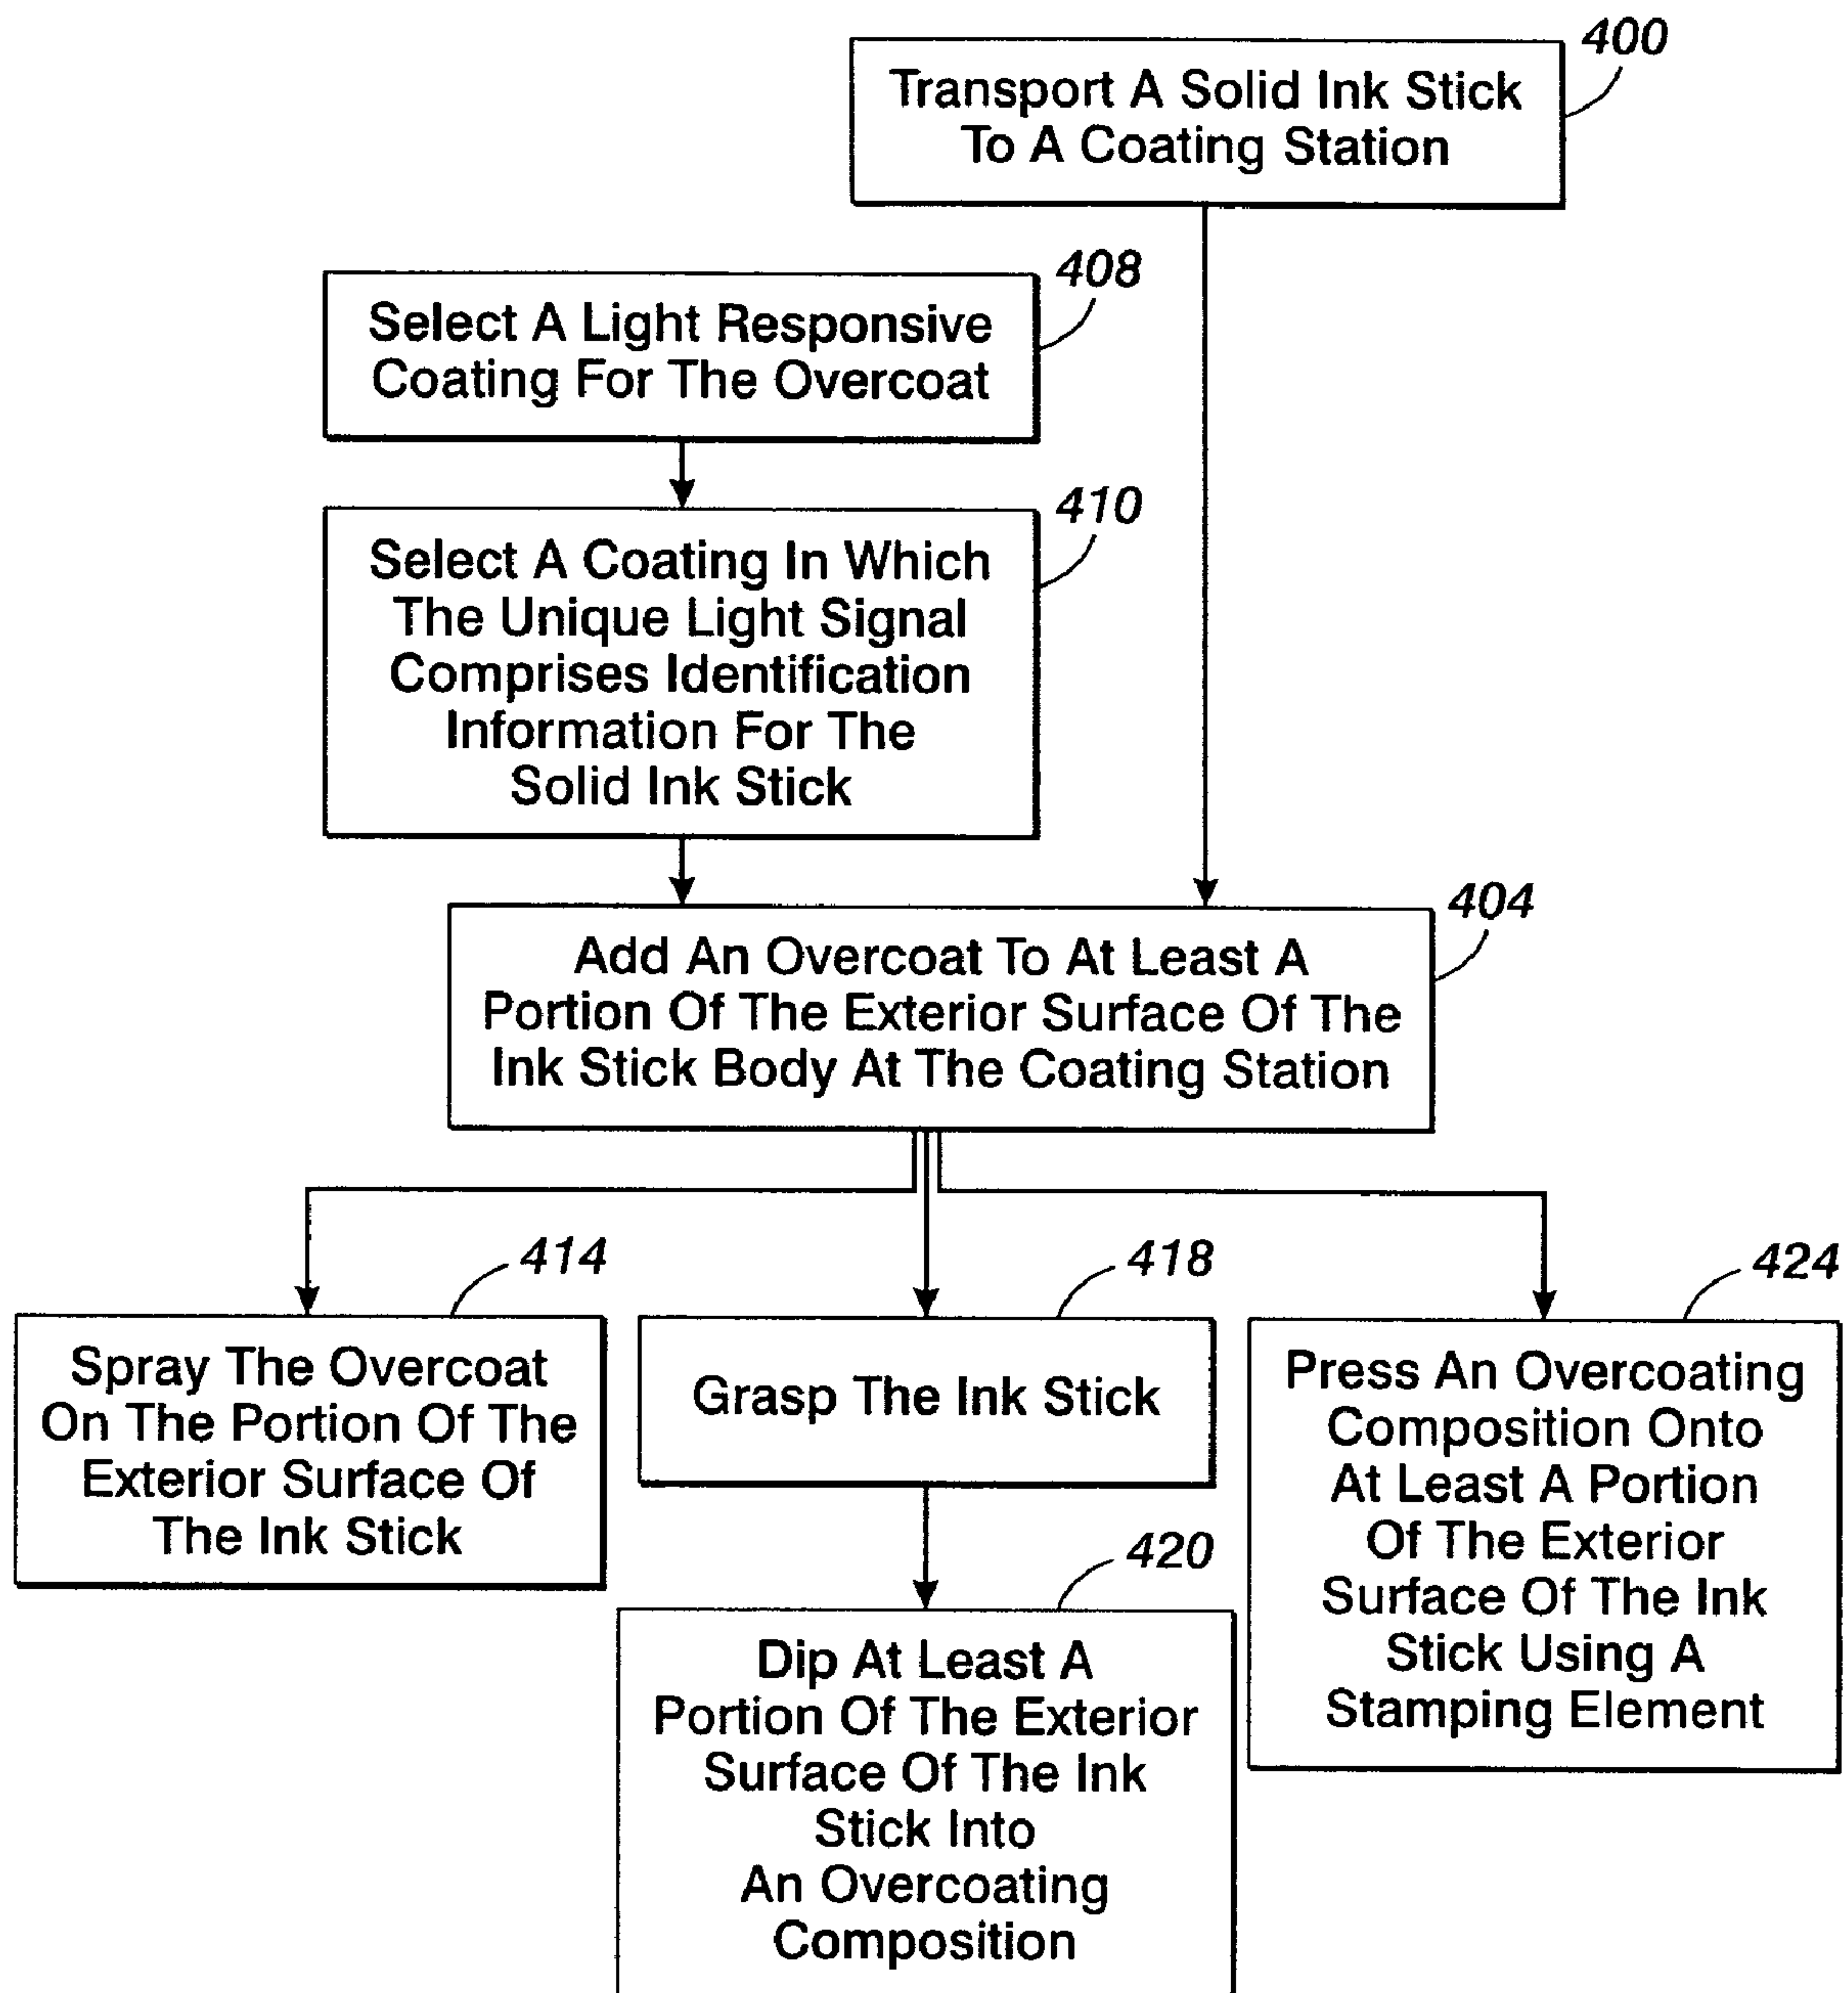 400
Transport A Solid Ink Stick
To A Coating Station
408
Select A Light Responsive
Coating For The Overcoat
410
Select A Coating In Which
The Unique Light Signal
Comprises Identification
Information For The
Solid Ink Stick
404
Add An Overcoat To At Least A
Portion Of The Exterior Surface Of The
Ink Stick Body At The Coating Station
414
Spray The Overcoat
On The Portion Of The
Exterior Surface Of
The Ink Stick
418
Grasp The Ink Stick
420
Dip At Least A
Portion Of The Exterior
Surface Of The Ink
Stick Into
An Overcoating
Composition
424
Press An Overcoating
Composition Onto
At Least A Portion
Of The Exterior
Surface Of The Ink
Stick Using A
Stamping Element